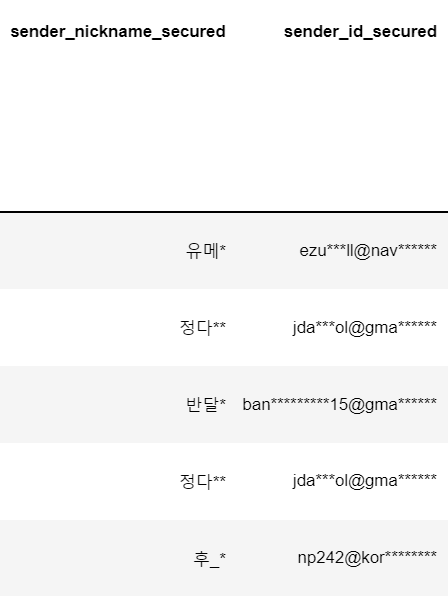 sender_nickname_secured sender_id_secured
유메* ezu***ll@nav******
정다** jda***ol@gma******
반달* ban*********15@gma******
정다** jda***ol@gma******
후_* np242@kor********